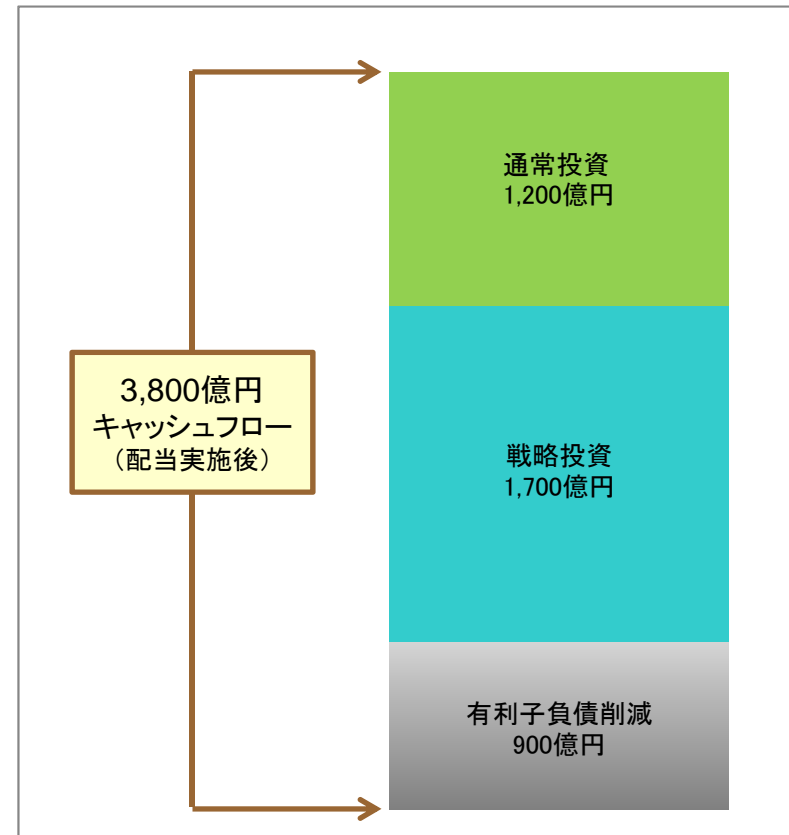 通常投資
1,200億円
3,800億円
キャッシュフロー
（配当実施後）
戦略投資
1,700億円
有利子負債削減
900億円